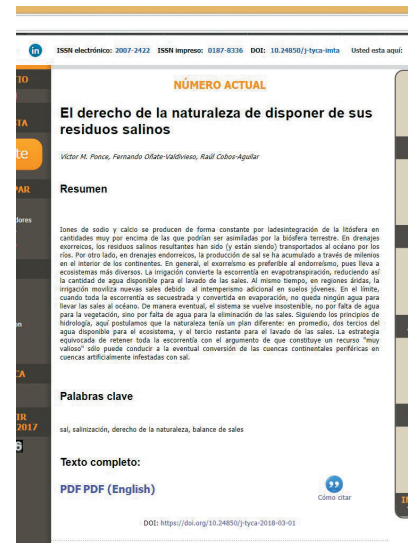 in
ISSN electrónico: 2007-2422 ISSN impreso: 0187-8336 DOI: 10.24850/j-tyca-imta Usted esta aquí:
TO
NÚMERO ACTUAL
El derecho de la naturaleza de disponer de sus
residuos salinos
TA
te
Víctor M. Ponce, Fernando Oñate-Valdivieso, Raúl Cobos-Aguilar
PAR
Resumen
dores
Iones de sodio y calcio se producen de forma constante por ladesintegración de la litósfera en
cantidades muy por encima de las que podrían ser asimiladas por la biósfera terrestre. En drenajes
exorreicos, los residuos salinos resultantes han sido (y están siendo) transportados al océano por los
ríos. Por otro lado, en drenajes endorreicos, la producción de sal se ha acumulado a través de milenios
en el interior de los continentes. En general, el exorreísmo es preferible al endorreísmo, pues lleva a
ecosistemas más diversos. La irrigación convierte la escorrentía en evapotranspiración, reduciendo así
la cantidad de agua disponible para el lavado de las sales. Al mismo tiempo, en regiones áridas, la
irrigación moviliza nuevas sales debido al intemperismo adicional en suelos jóvenes. En el límite,
cuando toda la escorrentía es secuestrada y convertida en evaporación, no queda ningún agua para
llevar las sales al océano. De manera eventual, el sistema se vuelve insostenible, no por falta de agua
para la vegetación, sino por falta de agua para la eliminación de las sales. Siguiendo los principios de
hidrología, aquí postulamos que la naturaleza tenía un plan diferente: en promedio, dos tercios del
agua disponible para el ecosistema, y el tercio restante para el lavado de las sales. La estrategia
equivocada de retener toda la escorrentía con el argumento de que constituye un recurso "muy
valioso" sólo puede conducir a la eventual conversión de las cuencas continentales periféricas en
cuencas artificialmente infestadas con sal.
on
CA
Palabras clave
IR
2017
sal, salinización, derecho de la naturaleza, balance de sales
Texto completo:
PDF PDF (English)
Cómo citar
DOI: https://doi.org/10.24850/j-tyca-2018-03-01